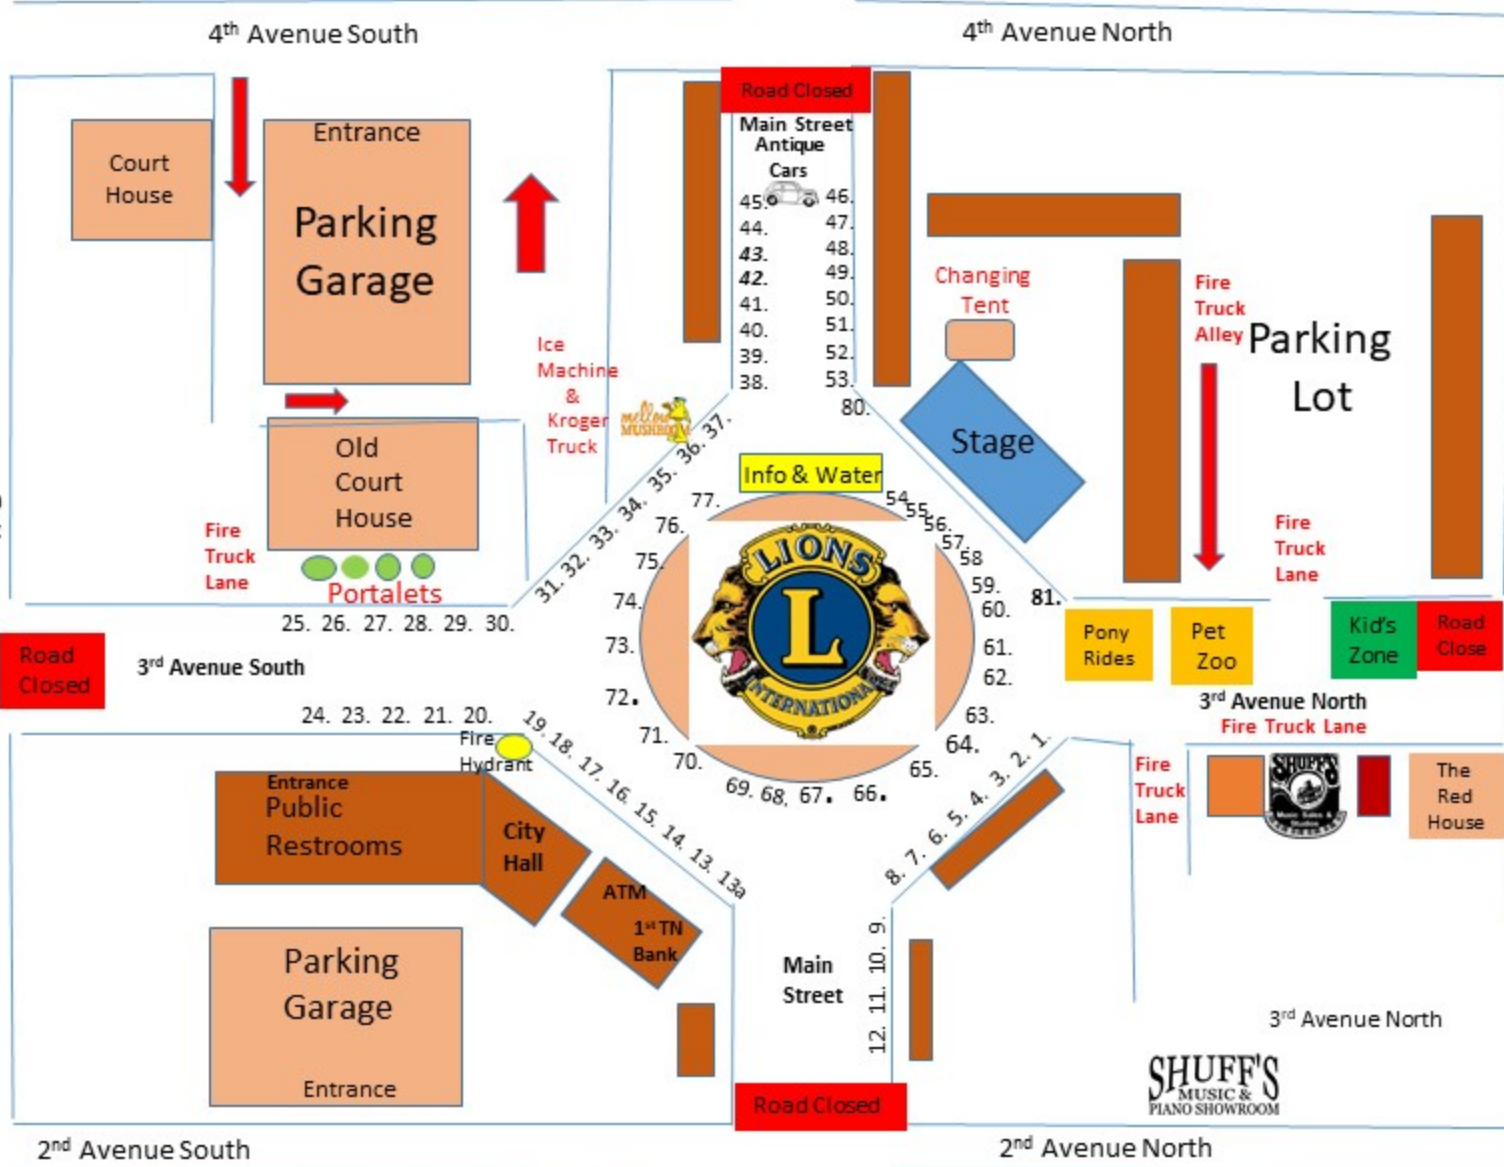 4th Avenue South
4th Avenue North
Road Closed
Main Street
Antique
Cars
Court
House
Entrance
Parking
Garage
45.
44.
43.
42.
41.
40.
39.
38.
46.
47.
48.
49.
50.
51.
52.
53.
80.
Changing
Tent
Stage
Fire
Truck
Alley
Parking
Lot
Ice
Machine
&
Kroger
Truck
mellow
MUSHROOM
31. 32. 33. 34. 35. 36. 37.
Old
Court
House
Fire
Truck
Lane
Portalets
25. 26. 27. 28. 29. 30.
Info & Water
77.
76.
75.
74.
73.
72.
71.
70.
69. 68. 67. 66.
65.
64.
63.
62.
61.
60.
59.
58
57.
56.
55.
54.
LIONS
L
INTERNATIONAL
81.
Fire
Truck
Lane
Pony
Rides
Pet
Zoo
Kid's
Zone
Road
Close
3rd Avenue North
Fire Truck Lane
Road
Closed
3rd Avenue South
24. 23. 22. 21. 20.
Fire
Hydrant
19. 18. 17. 16. 15. 14. 13. 13a
8. 7. 6. 5. 4. 3. 2. 1.
Fire
Truck
Lane
SHUFF'S
Music Sales &
Studios
The
Red
House
Entrance
Public
Restrooms
City
Hall
ATM
1st TN
Bank
Parking
Garage
Entrance
Main
Street
12. 11. 10. 9.
3rd Avenue North
SHUFF'S
MUSIC &
PIANO SHOWROOM
Road Closed
2nd Avenue South
2nd Avenue North